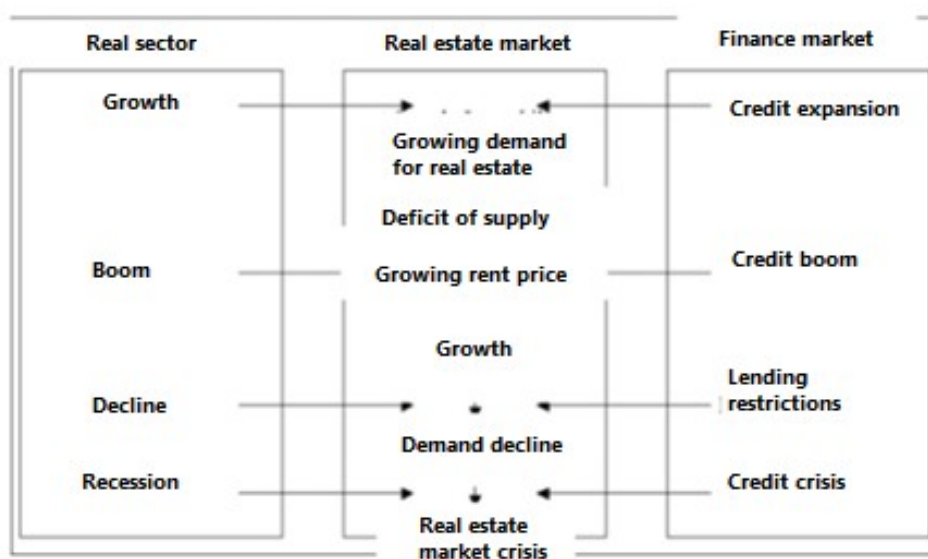 Real sector
Real estate market
Finance market
Growth
Credit expansion
Growing demand
for real estate
Deficit of supply
Boom
Growing rent price
Credit boom
Growth
Decline
Lending
restrictions
Demand decline
Recession
Credit crisis
Real estate
market crisis